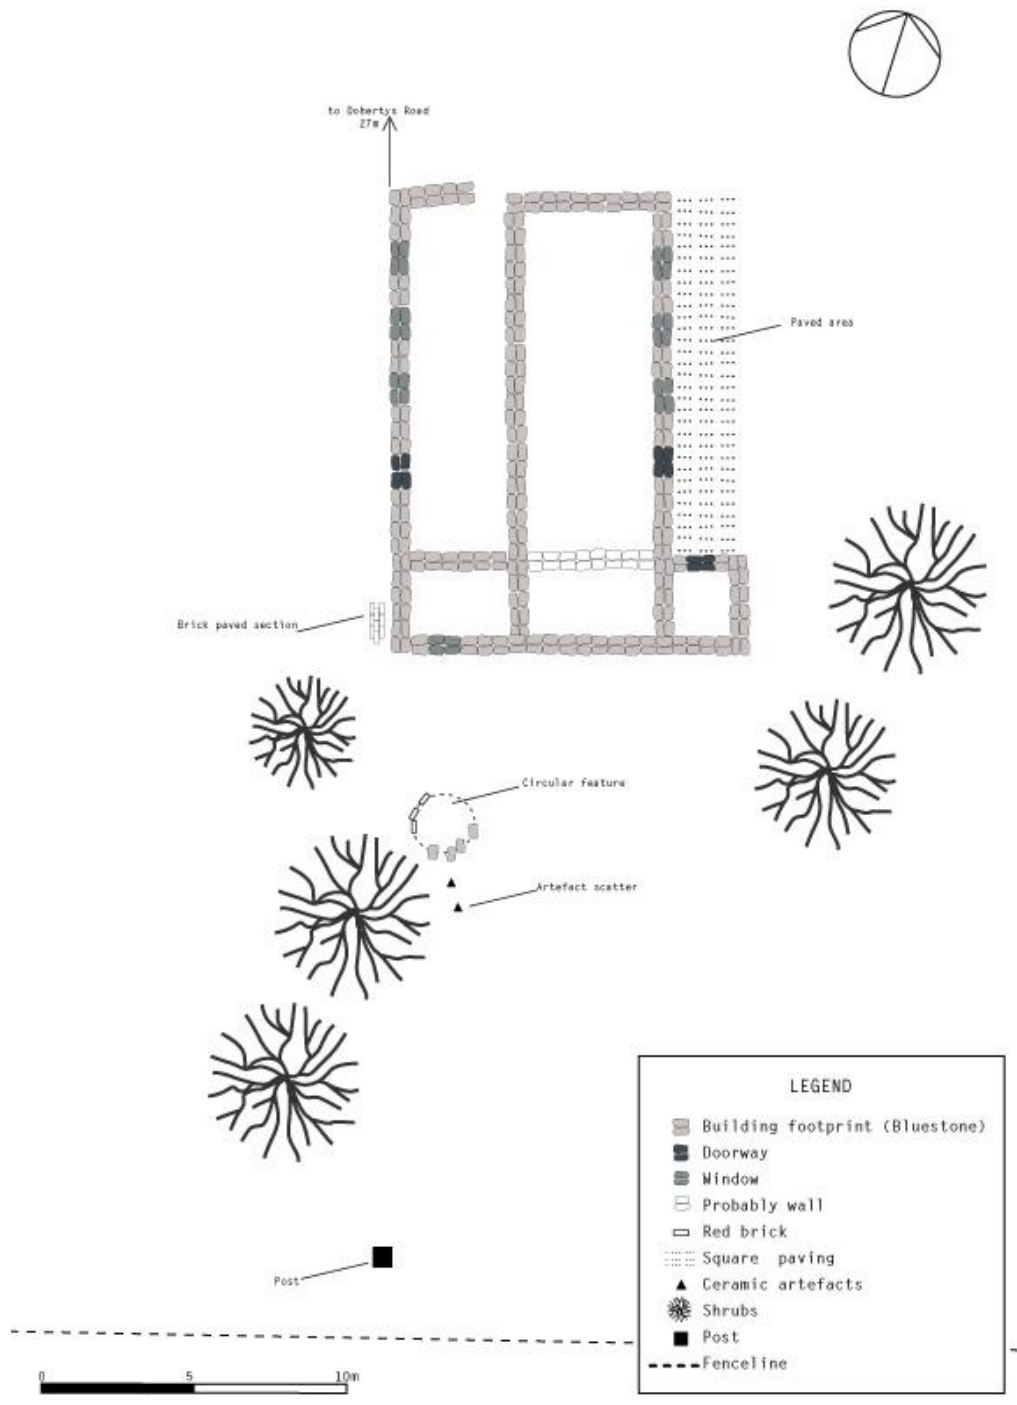 to Dohertys Road
27m
Paved area
Brick paved section
Circular feature
Artefact scatter
Post
LEGEND
Building footprint (Bluestone)
Doorway
Window
Probably wall
Red brick
Square paving
Ceramic artefacts
Shrubs
Post
Fenceline
0 5 10m